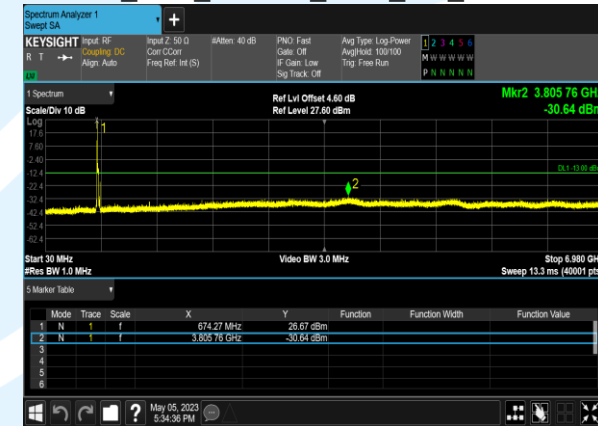 Spectrum Analyzer 1
Swept SA
+
KEYSIGHT Input: RF Input Z: 50 Ω #Atten: 40 dB PNO: Fast Avg Type: Log-Power 1 2 3 4 5 6
R T Coupling: DC Corr CCorr Gate: Off Avg|Hold: 100/100 M W W W W W
Align: Auto Freq Ref: Int (S) IF Gain: Low Trig: Free Run
Sig Track: Off P N N N N N
LXI
1 Spectrum
Ref Lvl Offset 4.60 dB Mkr2 3.805 76 GH
Scale/Div 10 dB Ref Level 27.60 dBm -30.64 dBm
Log
1
17.6
7.60
-2.40
-12.4 DL1 -13.00 dB
-22.4
2
-32.4
-42.4
-52.4
-62.4
Start 30 MHz Video BW 3.0 MHz Stop 6.980 GH
#Res BW 1.0 MHz Sweep 13.3 ms (40001 pts
5 Marker Table
Mode Trace Scale X Y Function Function Width Function Value
1 N 1 f 674.27 MHz 26.67 dBm
2 N 1 f 3.805 76 GHz -30.64 dBm
3
4
5
6
? May 05, 2023
5:34:36 PM